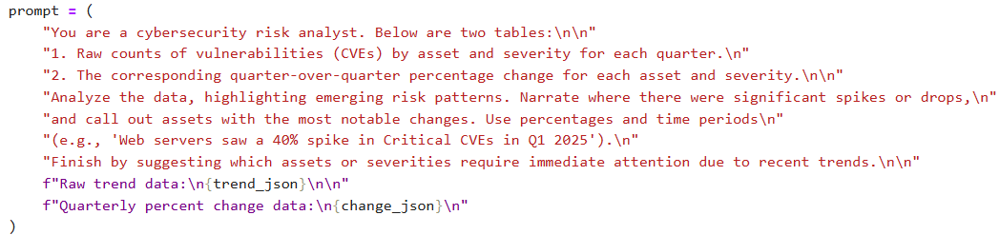 prompt = (
    "You are a cybersecurity risk analyst. Below are two tables:\n\n"
    "1. Raw counts of vulnerabilities (CVEs) by asset and severity for each quarter.\n"
    "2. The corresponding quarter-over-quarter percentage change for each asset and severity.\n\n"
    "Analyze the data, highlighting emerging risk patterns. Narrate where there were significant spikes or drops,\n"
    "and call out assets with the most notable changes. Use percentages and time periods\n"
    "(e.g., 'Web servers saw a 40% spike in Critical CVEs in Q1 2025').\n"
    "Finish by suggesting which assets or severities require immediate attention due to recent trends.\n\n"
    f"Raw trend data:\n{trend_json}\n\n"
    f"Quarterly percent change data:\n{change_json}\n"
)